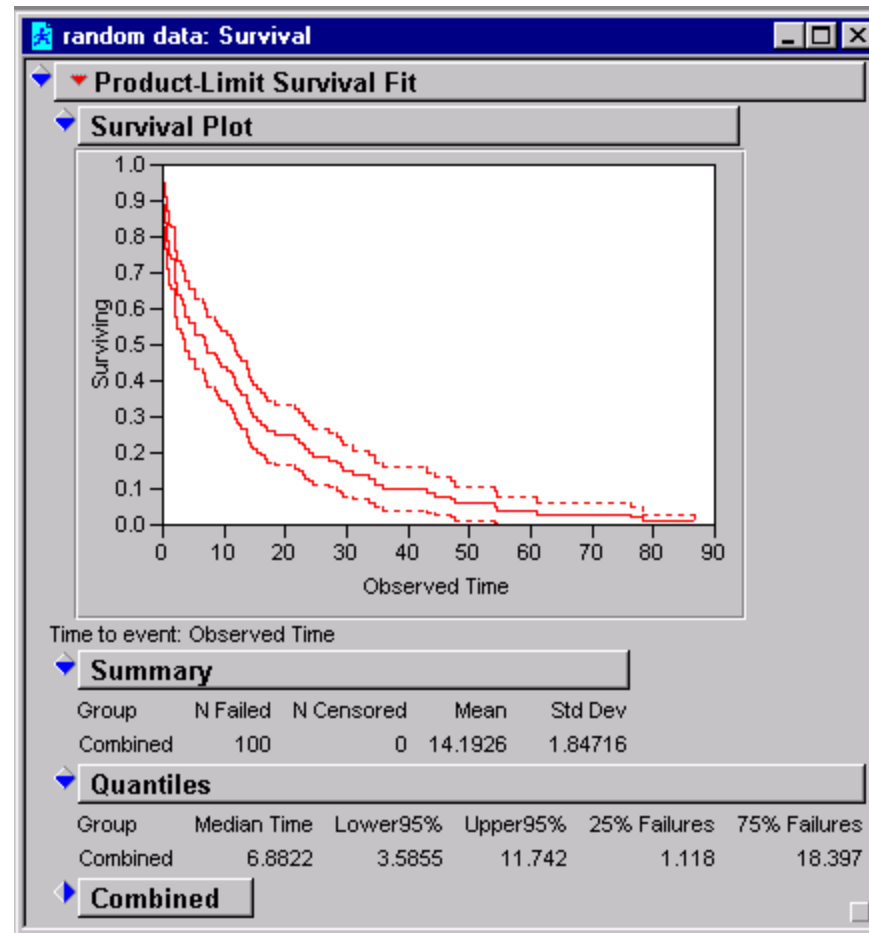 random data: Survival
Product-Limit Survival Fit
Survival Plot
1.0
0.9
0.8
0.7
0.6
0.5
0.4
0.3
0.2
0.1
0.0
Surviving
0 10 20 30 40 50 60 70 80 90
Observed Time
Time to event: Observed Time
Summary
Group N Failed N Censored Mean Std Dev
Combined 100 0 14.1926 1.84716
Quantiles
Group Median Time Lower95% Upper95% 25% Failures 75% Failures
Combined 6.8822 3.5855 11.742 1.118 18.397
Combined